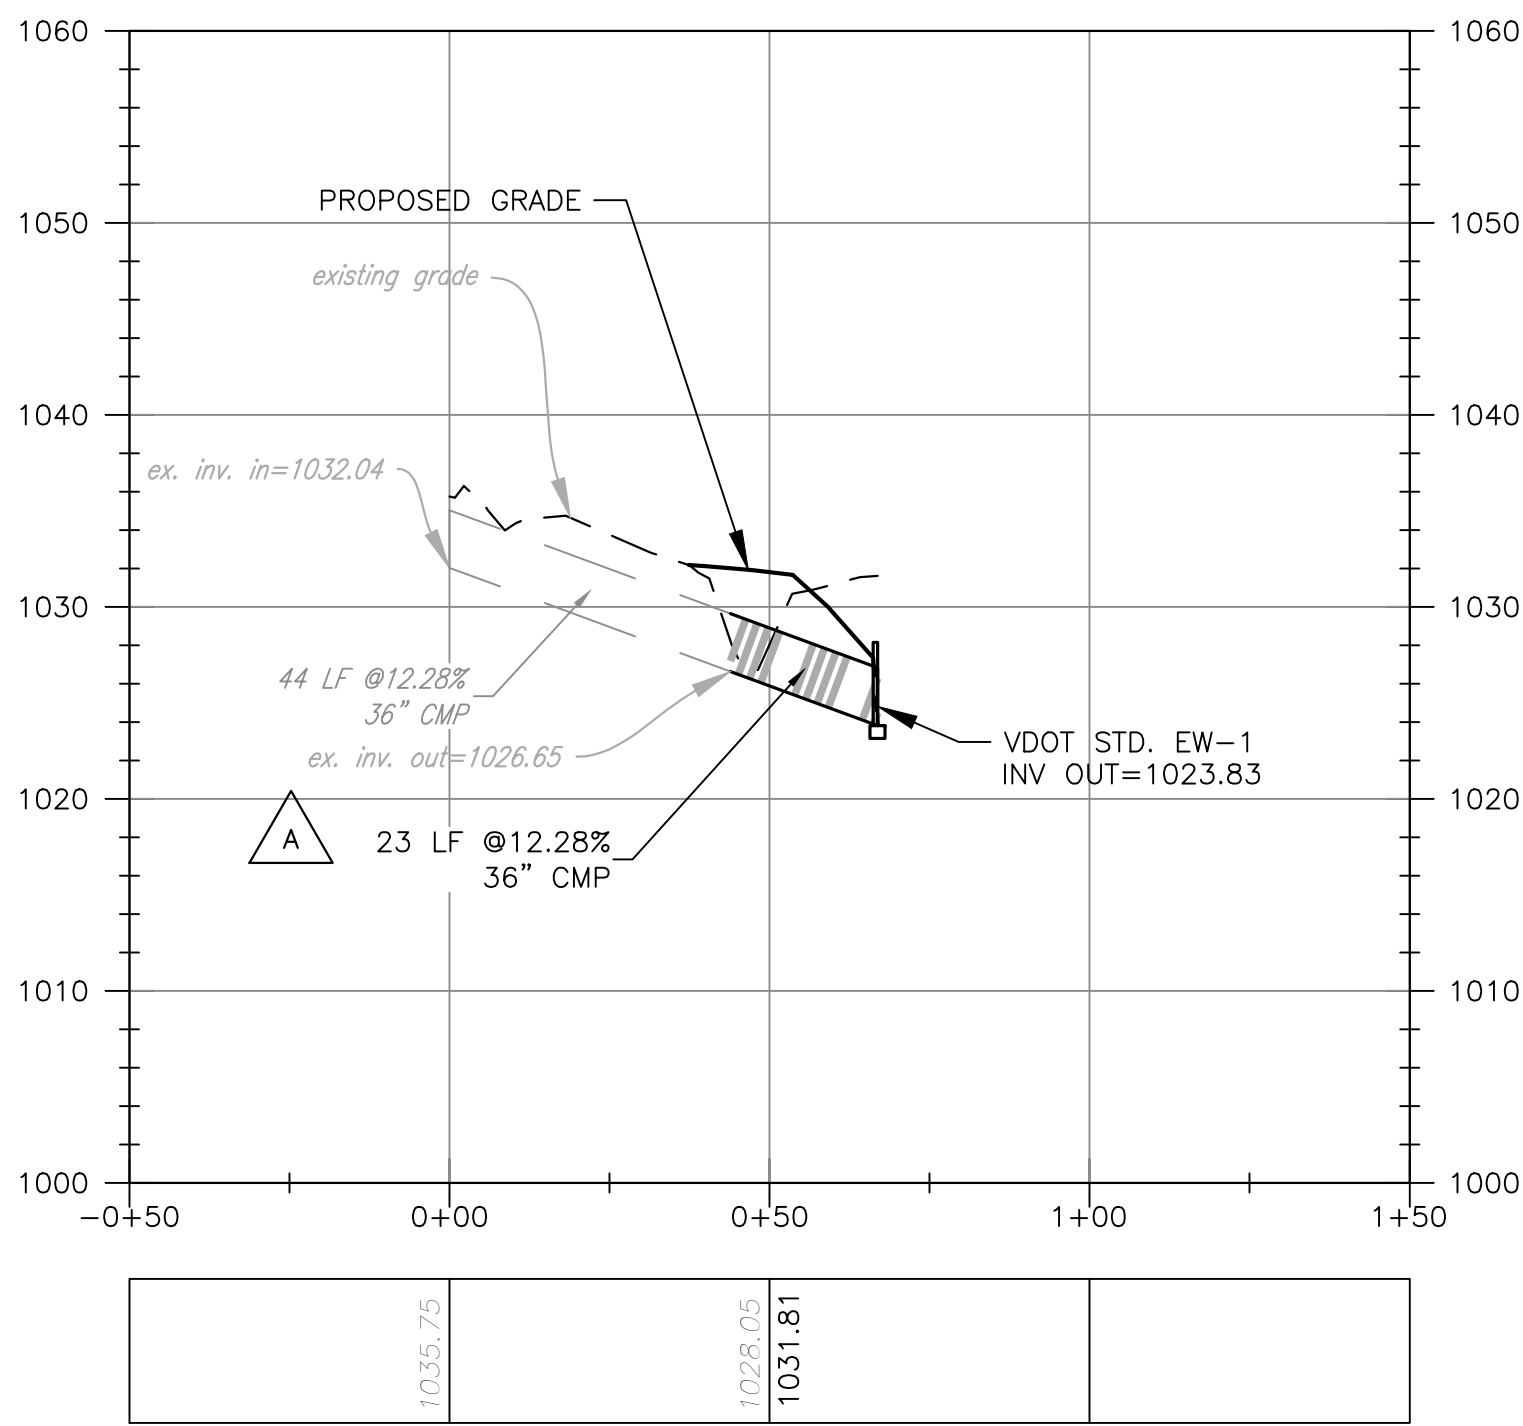 1060 1060
PROPOSED GRADE
1050 1050
existing grade
1040 1040
ex. inv. in=1032.04
1030 1030
44 LF @12.28%
36” CMP
ex. inv. out=1026.65
VDOT STD. EW-1
INV OUT=1023.83
1020 1020
A
23 LF @12.28%
36” CMP
1010 1010
1000 1000
-0+50 0+00 0+50 1+00 1+50
1035.75
1028.05
1031.81